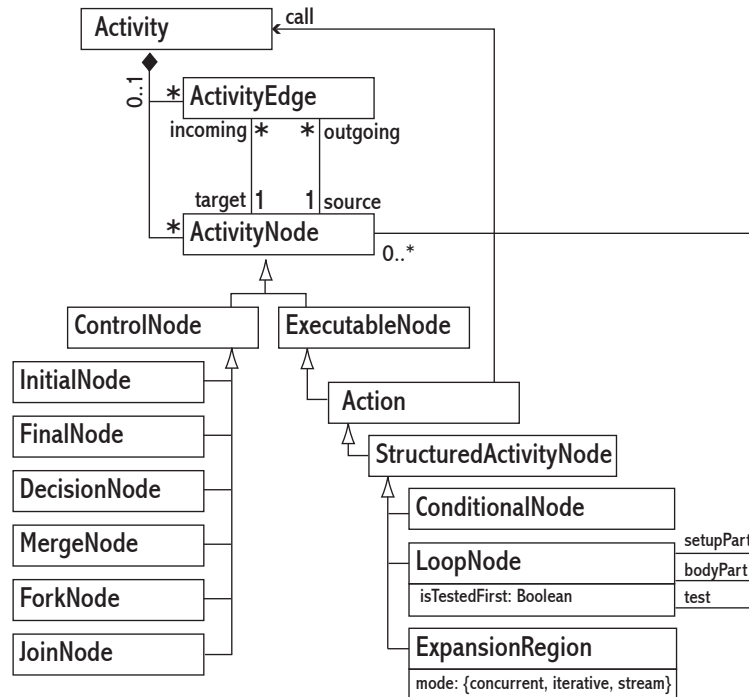 Activity
call
0..1
* ActivityEdge
incoming * * outgoing
target 1 1 source
* ActivityNode
0..*
ControlNode
ExecutableNode
InitialNode
Action
FinalNode
StructuredActivityNode
DecisionNode
ConditionalNode
MergeNode
LoopNode
setupPart
bodyPart
isTestedFirst: Boolean
test
ForkNode
JoinNode
ExpansionRegion
mode: {concurrent, iterative, stream}